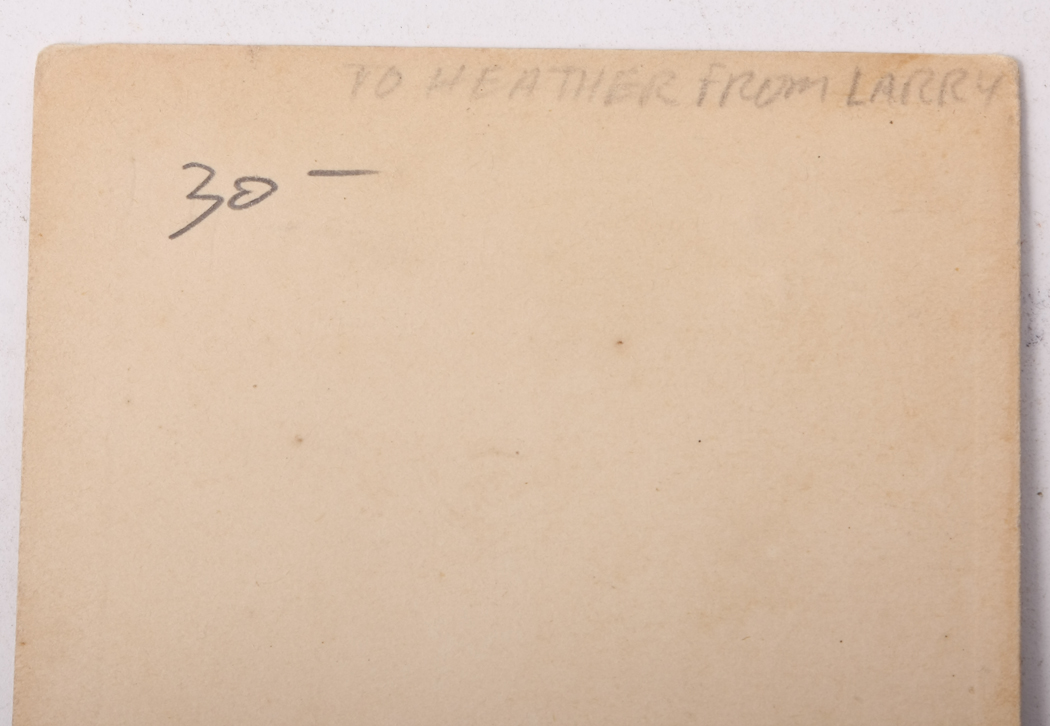 TO HEATHER FROM LARRY
30 —